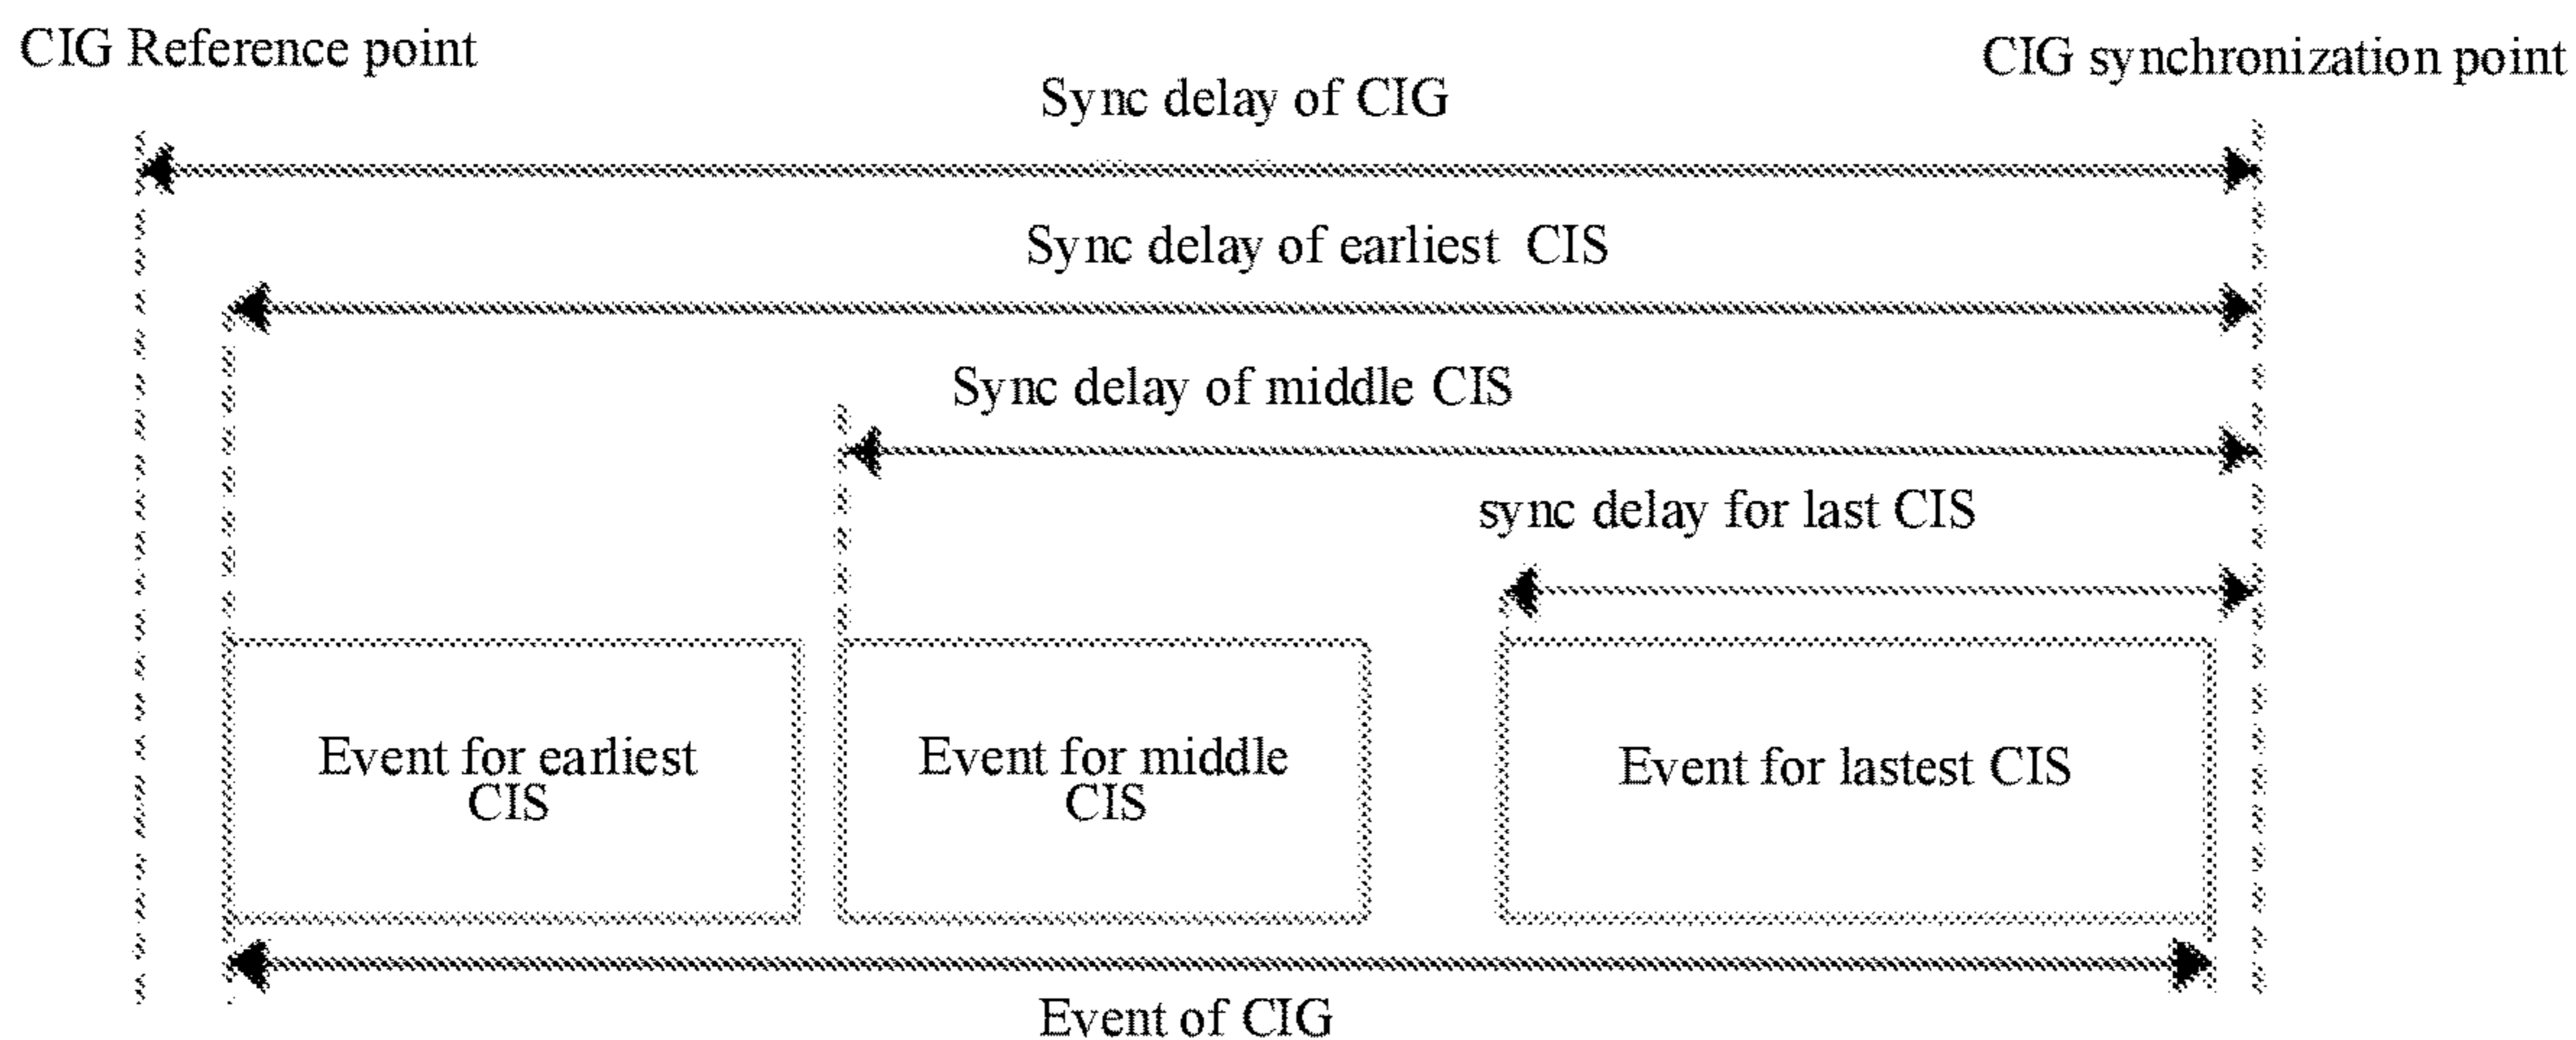 CIG Reference point
CIG synchronization point
Sync delay of CIG
Sync delay of earliest CIS
Sync delay of middle CIS
sync delay for last CIS
Event for earliest
CIS
Event for middle
CIS
Event for lastest CIS
Event of CIG